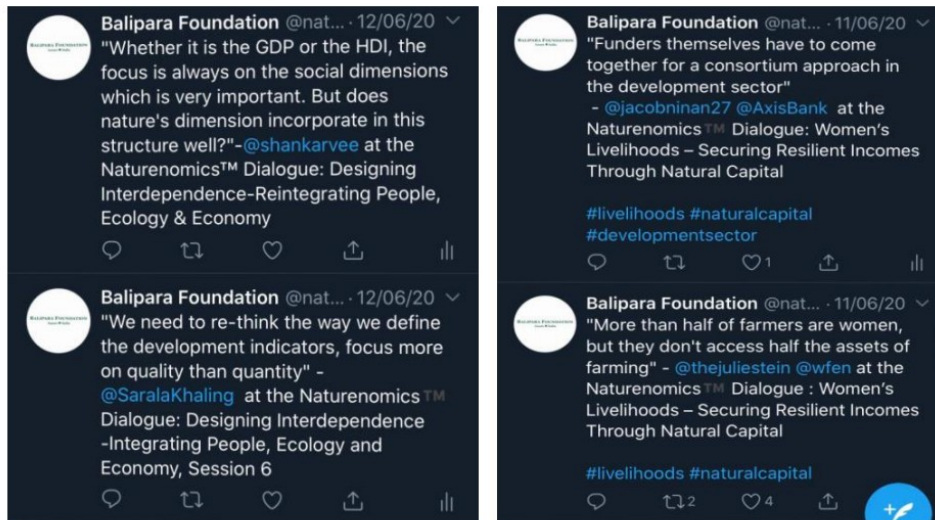 Balipara Foundation @nat... · 12/06/20
"Whether it is the GDP or the HDI, the
focus is always on the social dimensions
which is very important. But does
nature's dimension incorporate in this
structure well?"-@shankarvee at the
Naturenomics™ Dialogue: Designing
Interdependence-Reintegrating People,
Ecology & Economy
BALIPARA FOUNDATION
Balipara Foundation @nat... · 12/06/20
"We need to re-think the way we define
the development indicators, focus more
on quality than quantity" -
@SaralaKhaling at the Naturenomics™
Dialogue: Designing Interdependence
-Integrating People, Ecology and
Economy, Session 6
BALIPARA FOUNDATION
Balipara Foundation @nat... · 11/06/20
"Funders themselves have to come
together for a consortium approach in
the development sector"
- @jacobninan27 @AxisBank at the
Naturenomics™ Dialogue: Women's
Livelihoods – Securing Resilient Incomes
Through Natural Capital
#livelihoods #naturalcapital
#developmentsector
1
BALIPARA FOUNDATION
Balipara Foundation @nat... · 11/06/20
"More than half of farmers are women,
but they don't access half the assets of
farming" - @thejuliestein @wfen at the
Naturenomics™ Dialogue : Women's
Livelihoods – Securing Resilient Incomes
Through Natural Capital
#livelihoods #naturalcapital
2 4
BALIPARA FOUNDATION